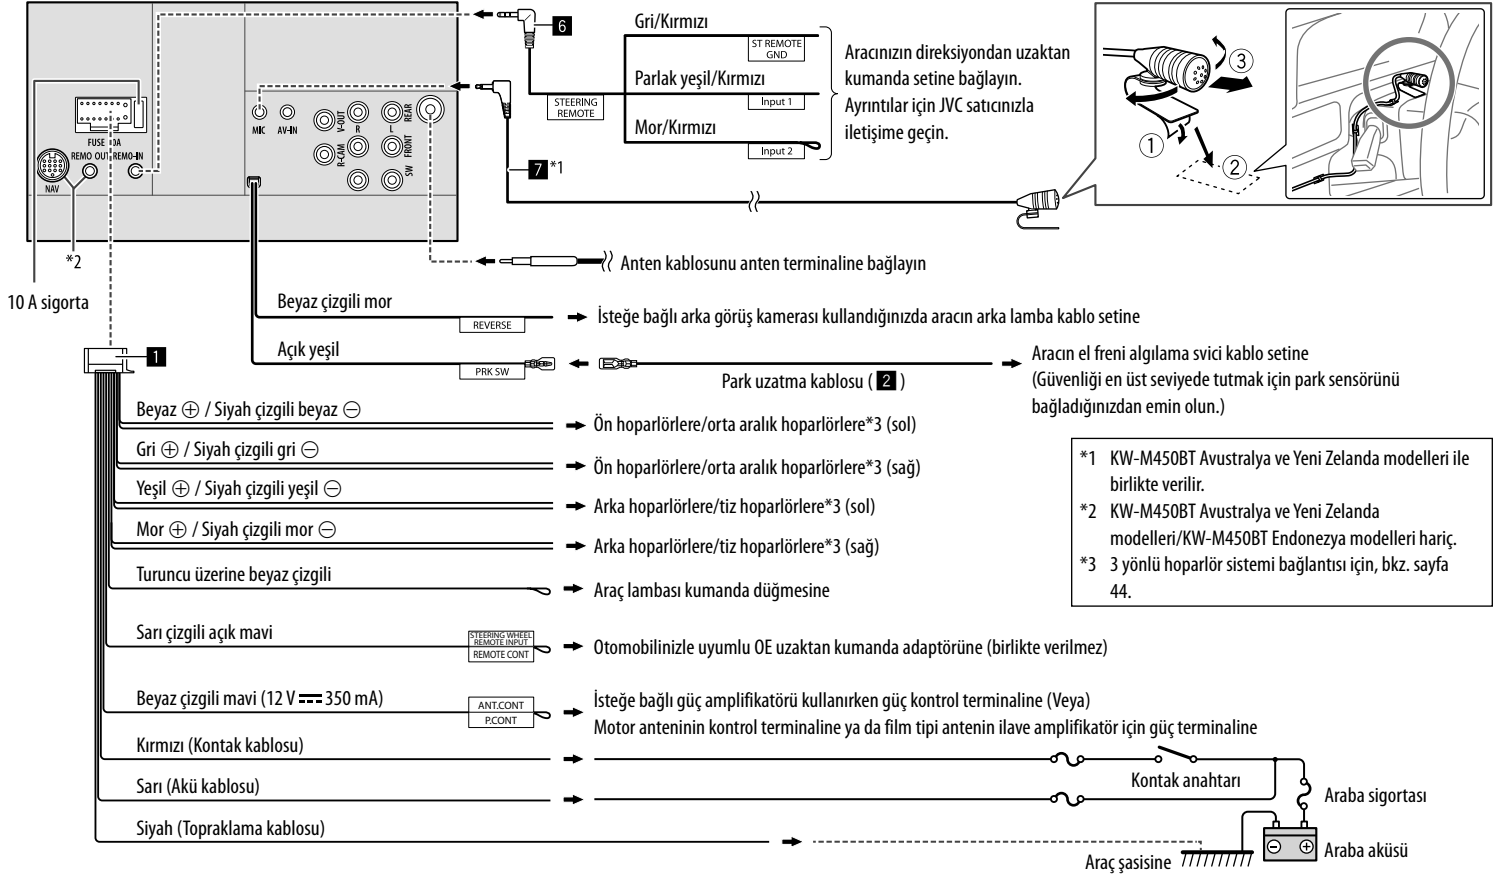 6
Gri/Kırmızı
ST REMOTE
GND
Parlak yeşil/Kırmızı
STEERING
REMOTE
Input 1
Mor/Kırmızı
Input 2
Aracınızın direksiyondan uzaktan
kumanda setine bağlayın.
Ayrıntılar için JVC satıcınızla
iletişime geçin.
1
2
3
FUSE 10A
REMO OUT
REMO-IN
NAV
MIC
AV-IN
V-OUT
R-CAM
R
L
REAR
FRONT
SW
7 *1
*2
10 A sigorta
Anten kablosunu anten terminaline bağlayın
Beyaz çizgili mor
REVERSE
İsteğe bağlı arka görüş kamerası kullandığınızda aracın arka lamba kablo setine
1
Açık yeşil
PRK SW
Park uzatma kablosu ( 2 )
Aracın el freni algılama svici kablo setine
(Güvenliği en üst seviyede tutmak için park sensörünü
bağladığınızdan emin olun.)
Beyaz ⊕ / Siyah çizgili beyaz ⊖
Ön hoparlörlere/orta aralık hoparlörlere*3 (sol)
Gri ⊕ / Siyah çizgili gri ⊖
Ön hoparlörlere/orta aralık hoparlörlere*3 (sağ)
Yeşil ⊕ / Siyah çizgili yeşil ⊖
Arka hoparlörlere/tiz hoparlörlere*3 (sol)
Mor ⊕ / Siyah çizgili mor ⊖
Arka hoparlörlere/tiz hoparlörlere*3 (sağ)
*1 KW-M450BT Avustralya ve Yeni Zelanda modelleri ile
birlikte verilir.
*2 KW-M450BT Avustralya ve Yeni Zelanda
modelleri/KW-M450BT Endonezya modelleri hariç.
*3 3 yönlü hoparlör sistemi bağlantısı için, bkz. sayfa
44.
Turuncu üzerine beyaz çizgili
Araç lambası kumanda düğmesine
Sarı çizgili açık mavi
STEERING WHEEL
REMOTE INPUT
REMOTE CONT
Otomobilinizle uyumlu OE uzaktan kumanda adaptörüne (birlikte verilmez)
Beyaz çizgili mavi (12 V ⎓ 350 mA)
ANT.CONT
P.CONT
İsteğe bağlı güç amplifikatörü kullanırken güç kontrol terminaline (Veya)
Motor anteninin kontrol terminaline ya da film tipi antenin ilave amplifikatör için güç terminaline
Kırmızı (Kontak kablosu)
Kontak anahtarı
Sarı (Akü kablosu)
Araba sigortası
Siyah (Topraklama kablosu)
Araç şasisine
⊖ ⊕
Araba aküsü